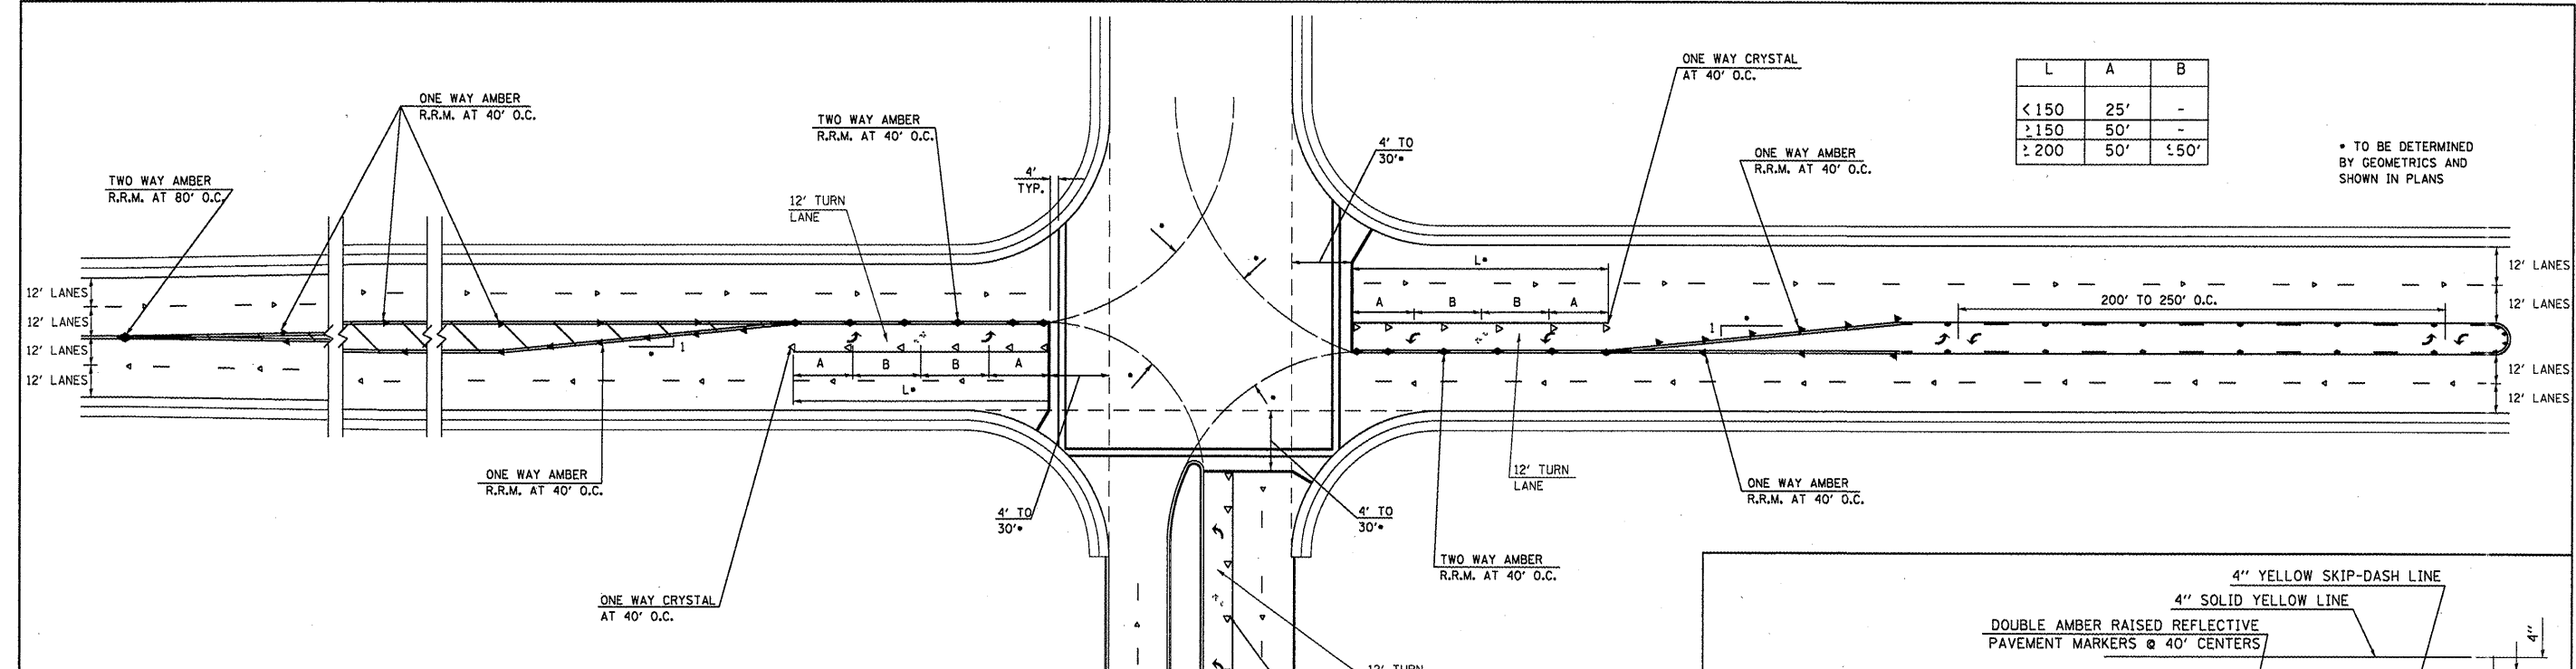 ONE WAY CRYSTAL
AT 40' O.C.
L A B
<150 25' -
≥150 50' -
≥200 50' ≤50'
ONE WAY AMBER
R.R.M. AT 40' O.C.
TWO WAY AMBER
R.R.M. AT 40' O.C.
4' TO
30'*
ONE WAY AMBER
R.R.M. AT 40' O.C.
* TO BE DETERMINED
BY GEOMETRICS AND
SHOWN IN PLANS
TWO WAY AMBER
R.R.M. AT 80' O.C.
4'
TYP.
12' TURN
LANE
L*
A B B A
200' TO 250' O.C.
12' LANES
12' LANES
12' LANES
12' LANES
12' LANES
12' LANES
12' LANES
12' LANES
1
*
1
*
*
*
*
*
A B B A
L*
ONE WAY AMBER
R.R.M. AT 40' O.C.
4' TO
30'*
4' TO
30'*
12' TURN
LANE
ONE WAY AMBER
R.R.M. AT 40' O.C.
TWO WAY AMBER
R.R.M. AT 40' O.C.
ONE WAY CRYSTAL
AT 40' O.C.
4" YELLOW SKIP-DASH LINE
4" SOLID YELLOW LINE
DOUBLE AMBER RAISED REFLECTIVE
PAVEMENT MARKERS @ 40' CENTERS
4"
12' TURN